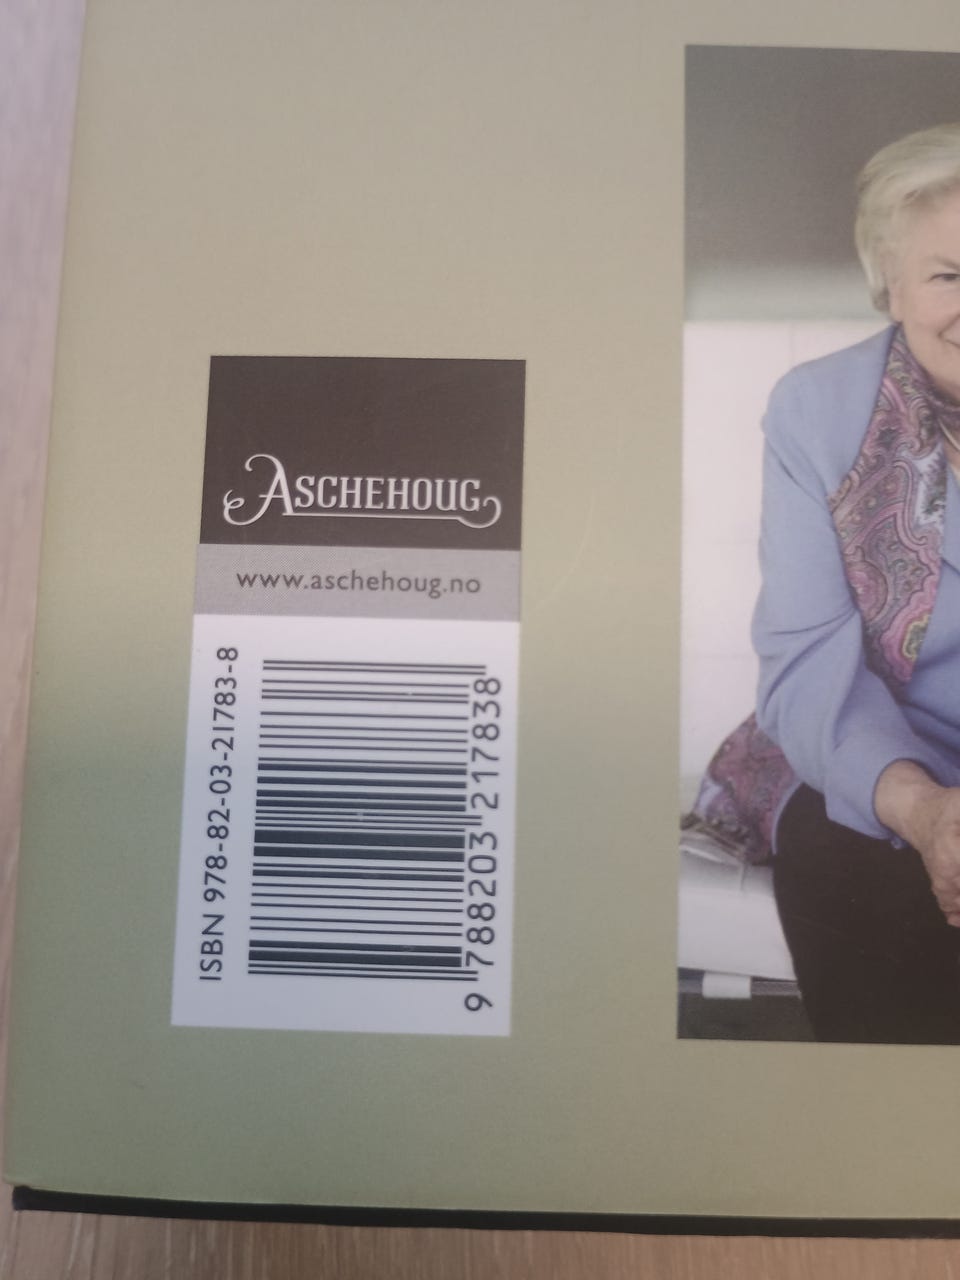 ASCHEHOUG
www.aschehoug.no
ISBN 978-82-03-21783-8
9 788203 217838